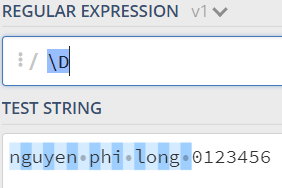 REGULAR EXPRESSION v1
/ \D
TEST STRING
nguyen·phi·long·0123456